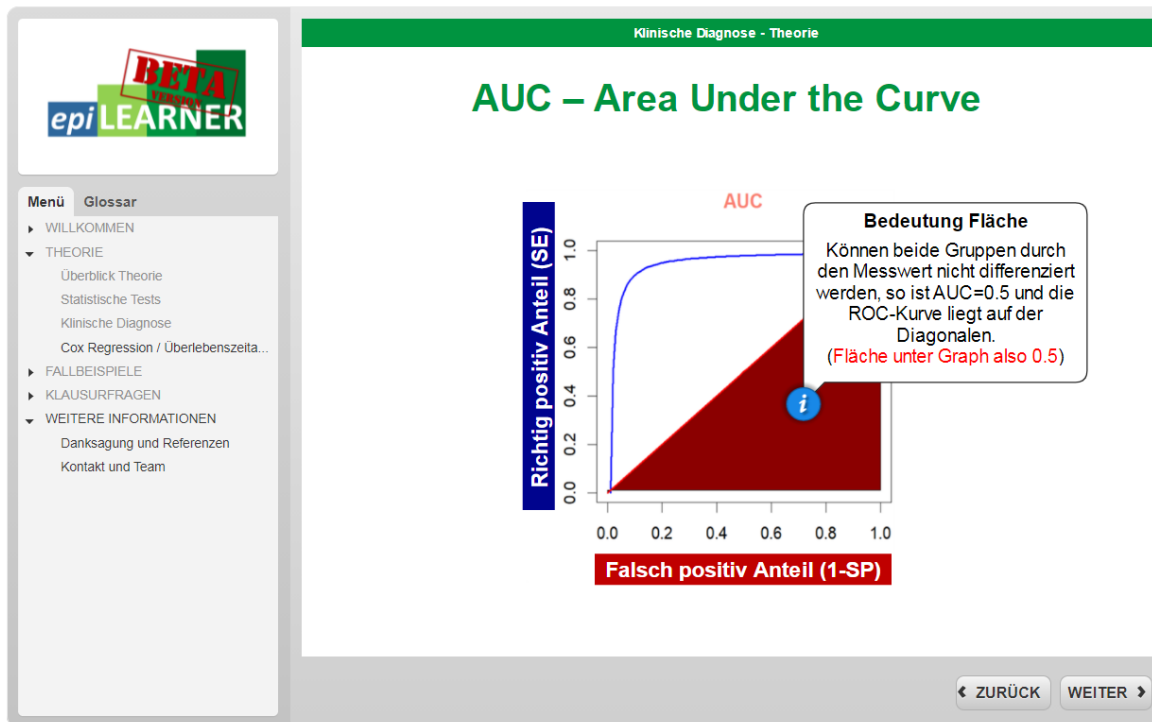 BETA
VERSION
epi LEARNER
Menü Glossar
WILLKOMMEN
THEORIE
Überblick Theorie
Statistische Tests
Klinische Diagnose
Cox Regression / Überlebenszeita...
FALLBEISPIELE
KLAUSURFRAGEN
WEITERE INFORMATIONEN
Danksagung und Referenzen
Kontakt und Team
Klinische Diagnose - Theorie
AUC – Area Under the Curve
AUC
Richtig positiv Anteil (SE)
1.0
0.8
0.6
0.4
0.2
0.0
0.0 0.2 0.4 0.6 0.8 1.0
Falsch positiv Anteil (1-SP)
Bedeutung Fläche
Können beide Gruppen durch
den Messwert nicht differenziert
werden, so ist AUC=0.5 und die
ROC-Kurve liegt auf der
Diagonalen.
(Fläche unter Graph also 0.5)
i
ZURÜCK WEITER